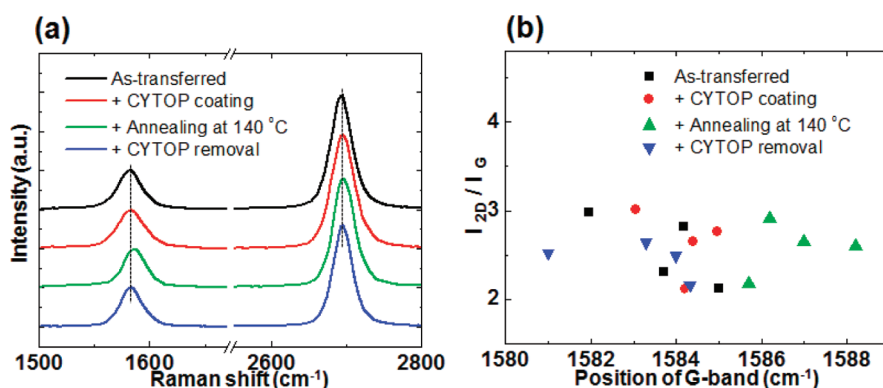 (a)
As-transferred
+ CYTOP coating
+ Annealing at 140 °C
+ CYTOP removal
Intensity (a.u.)
1500 1600 2600 2800
Raman shift (cm-1)
(b)
As-transferred
+ CYTOP coating
+ Annealing at 140 °C
+ CYTOP removal
I2D / IG
4
3
2
1580 1582 1584 1586 1588
Position of G-band (cm-1)